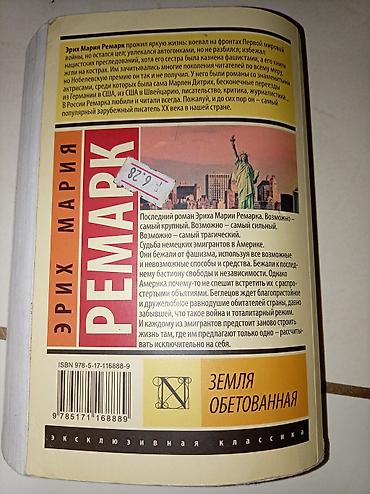 Эрих Мария Ремарк прожил яркую жизнь: воевал на фронтах Первой мировой
войны, но остался цел; увлекался автогонками, но не разбился; избежал
нацистских преследований, хотя его сестра была казнена фашистами, а его книги
жгли на кострах. Им зачитывались многие поколения читателей по всему миру,
но Нобелевскую премию он так и не получил. У него были романы со знаменитыми
актрисами, среди которых была сама Марлен Дитрих, бесконечные переезды
из Германии в США, из США в Швейцарию, писательство, критика, журналистика...
В России Ремарка любили и читали всегда. Пожалуй, и до сих пор он – самый
популярный зарубежный писатель XX века в нашей стране.
ЭРИХ МАРИЯ
РЕМАРК
6.28
Последний роман Эриха Марии Ремарка. Возможно –
самый крупный. Возможно – самый сильный.
Возможно – самый трагический.
Судьба немецких эмигрантов в Америке.
Они бежали от фашизма, используя все возможные
и невозможные способы и средства. Бежали к последнему
бастиону свободы и независимости. Однако
Америка почему-то не спешит встретить их с рас-
простертыми объятиями. Беглецов ждет благопристойное
и дружелюбное равнодушие обитателей страны, давно
забывшей, что такое война и тоталитарный режим.
И каждому из эмигрантов предстоит заново строить
жизнь там, где им предлагают только одно – рассчиты-
вать исключительно на себя.
ISBN 978-5-17-116888-9
9 785171 168889
N
ЗЕМЛЯ
ОБЕТОВАННАЯ
эксклюзивная классика